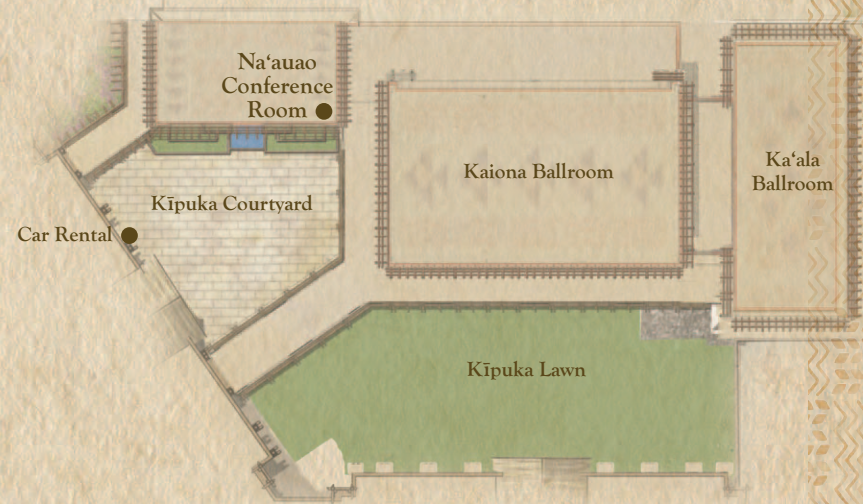 Naʻauao
Conference
Room
Kaiona Ballroom
Kaʻala
Ballroom
Kīpuka Courtyard
Car Rental
Kīpuka Lawn